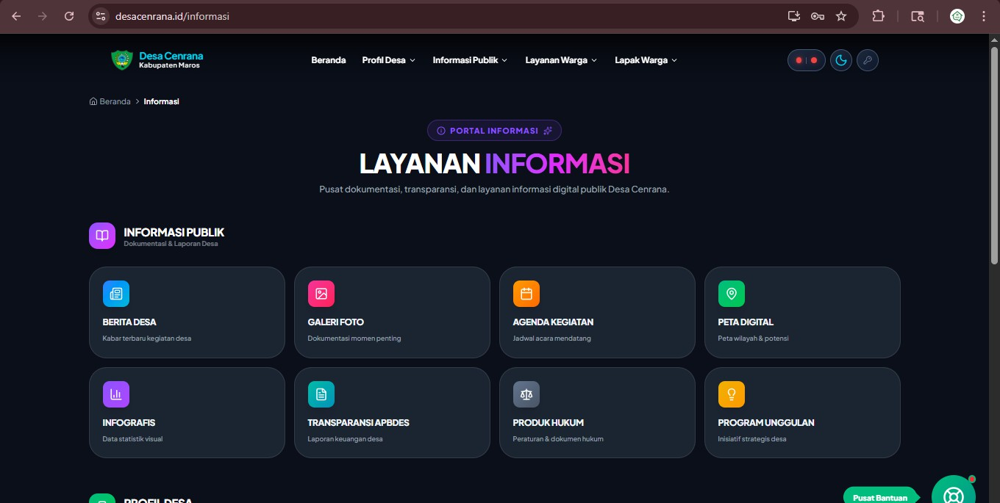 desacenrana.id/informasi
Desa Cenrana
Kabupaten Maros
Beranda Profil Desa Informasi Publik Layanan Warga Lapak Warga
Beranda > Informasi
PORTAL INFORMASI
LAYANAN INFORMASI
Pusat dokumentasi, transparansi, dan layanan informasi digital publik Desa Cenrana.
INFORMASI PUBLIK
Dokumentasi & Laporan Desa
BERITA DESA
Kabar terbaru kegiatan desa
GALERI FOTO
Dokumentasi momen penting
AGENDA KEGIATAN
Jadwal acara mendatang
PETA DIGITAL
Peta wilayah & potensi
INFOGRAFIS
Data statistik visual
TRANSPARANSI APBDES
Laporan keuangan desa
PRODUK HUKUM
Peraturan & dokumen hukum
PROGRAM UNGGULAN
Inisiatif strategis desa
PROFIL DESA
Pusat Bantuan